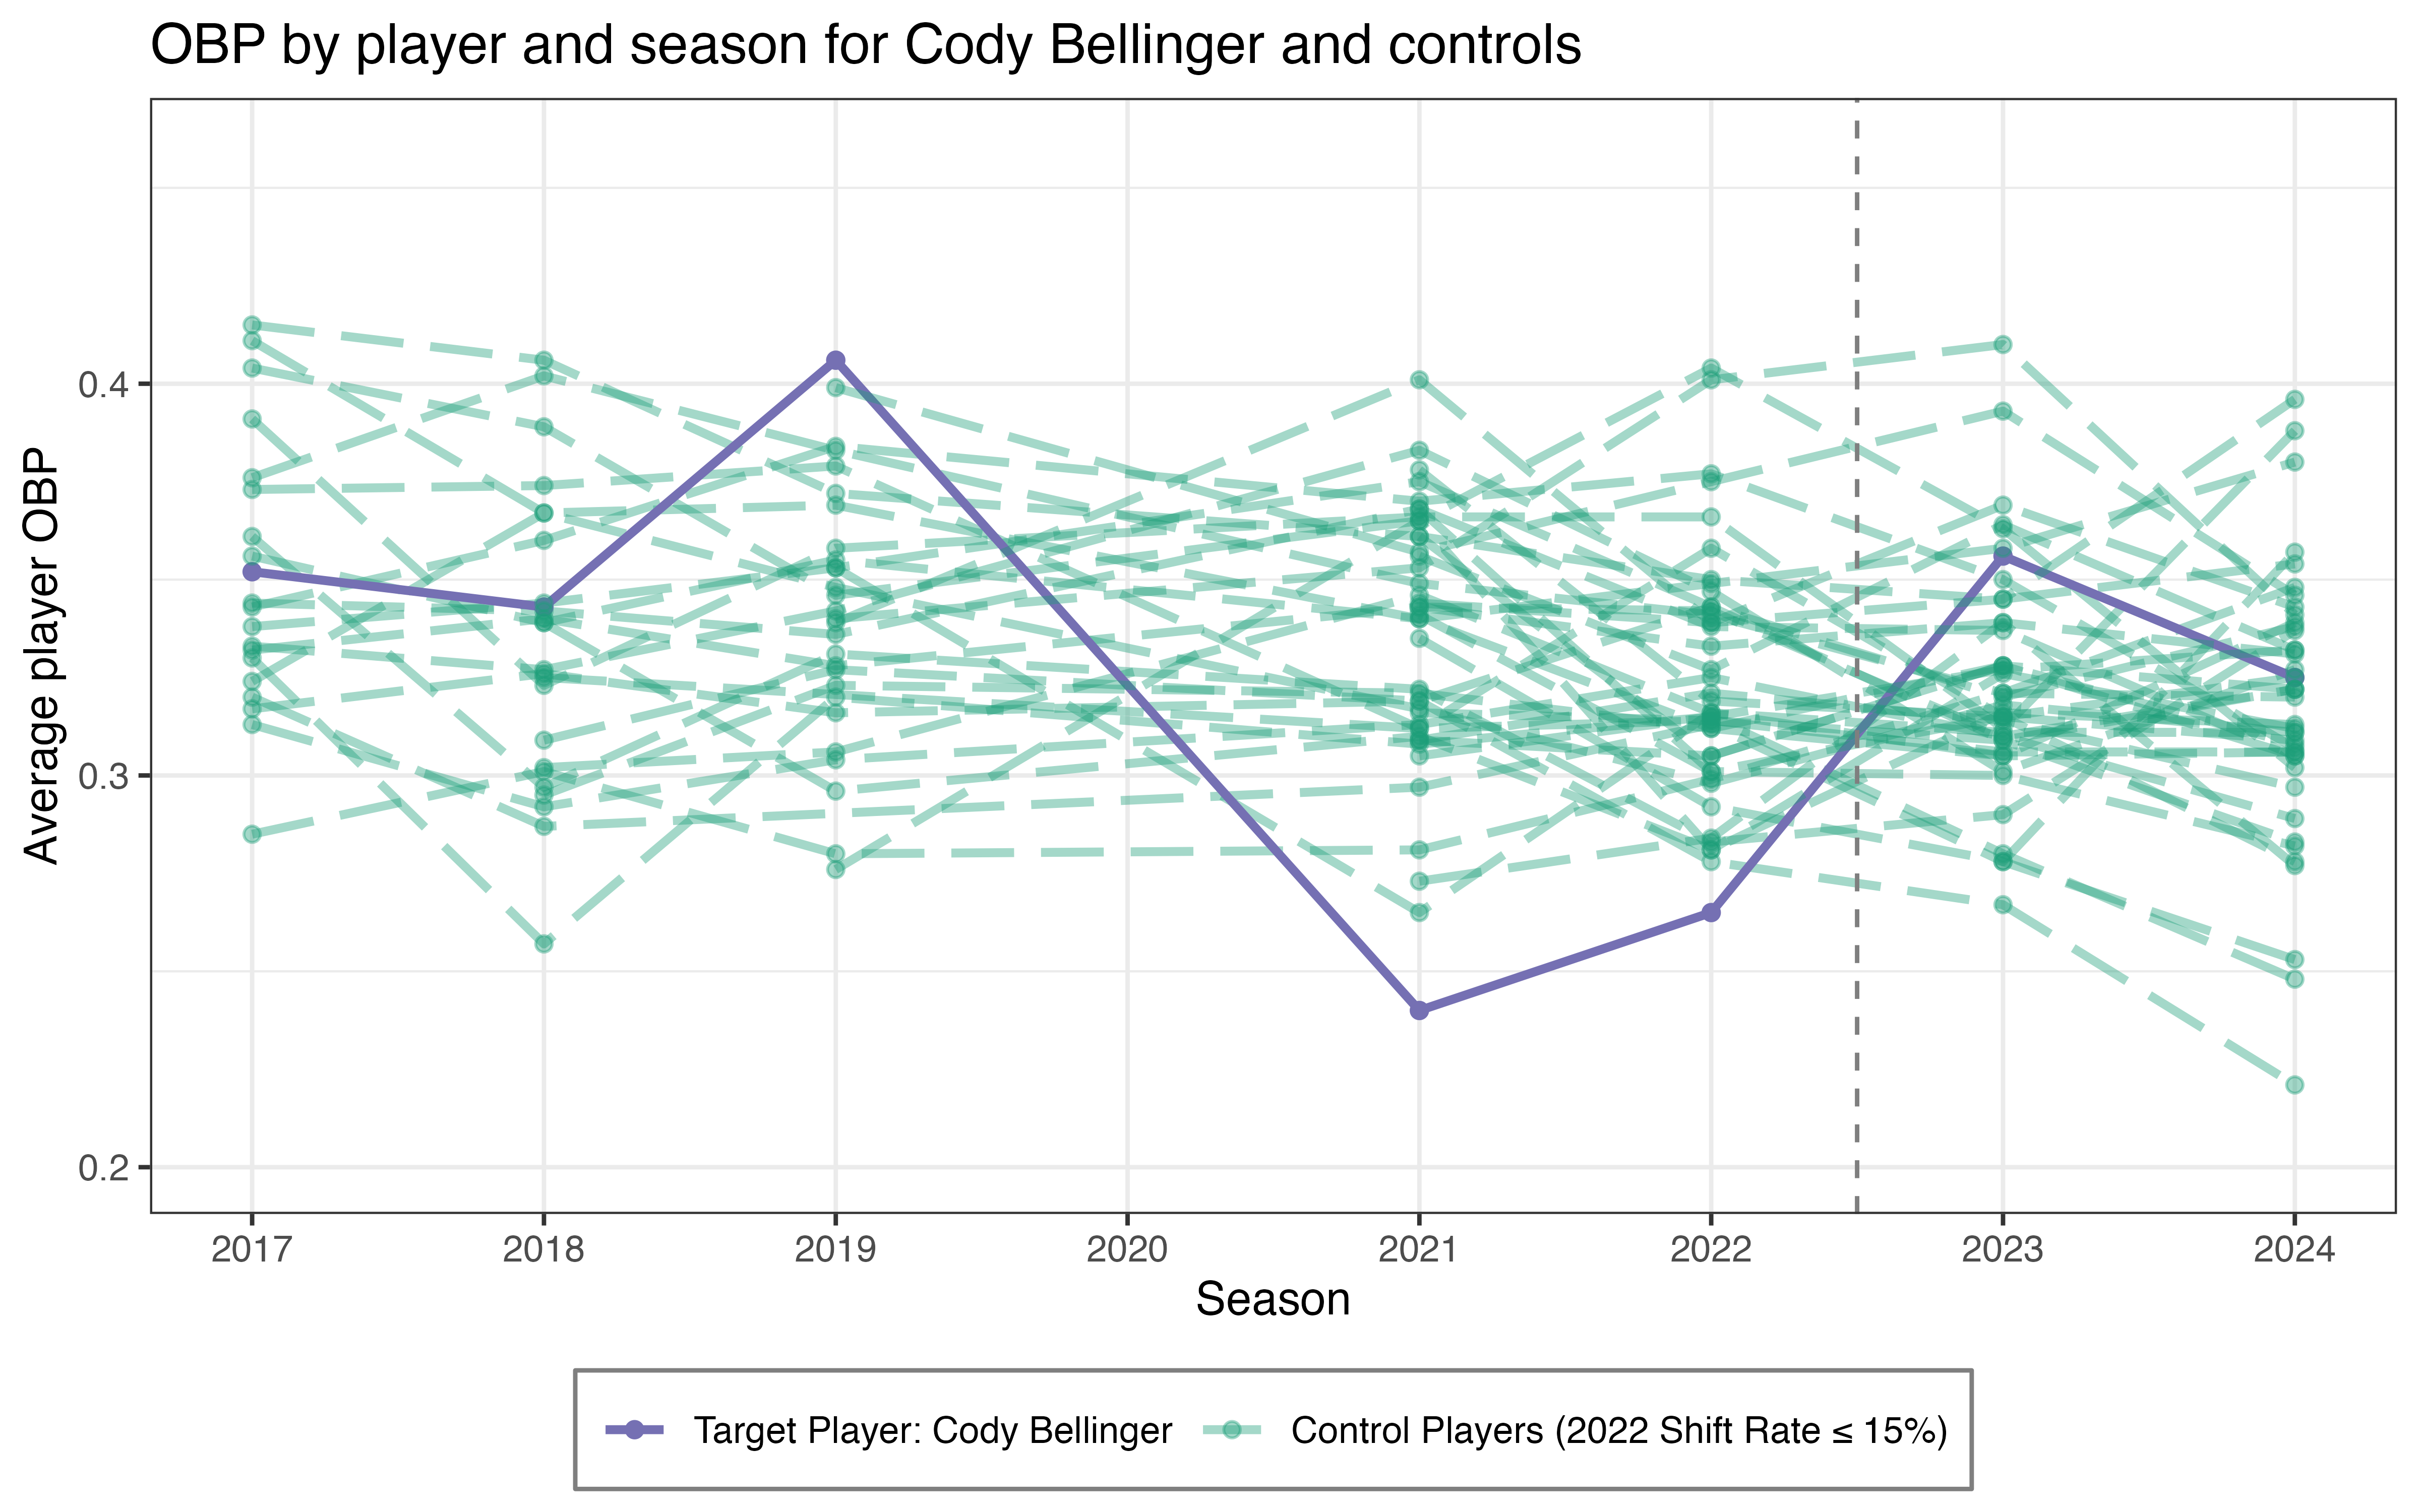 OBP by player and season for Cody Bellinger and controls
Average player OBP
0.4
0.3
0.2
2017 2018 2019 2020 2021 2022 2023 2024
Season
Target Player: Cody Bellinger Control Players (2022 Shift Rate ≤ 15%)